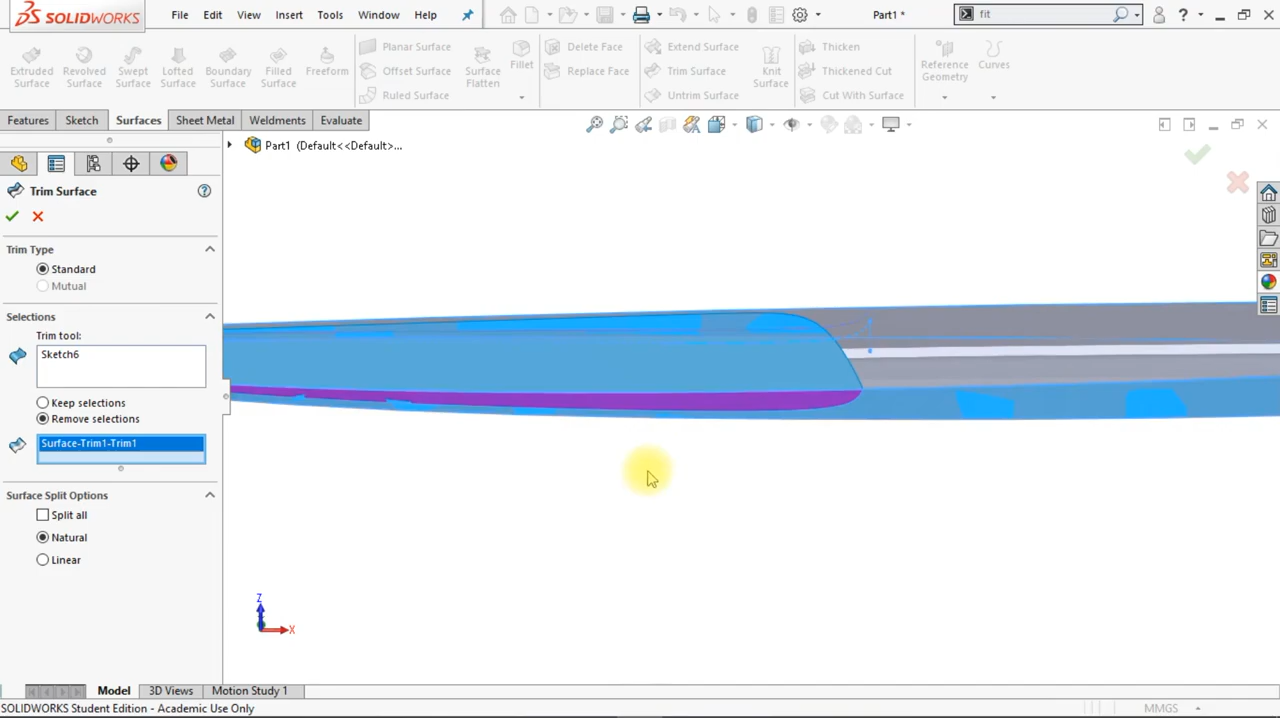 SOLIDWORKS File Edit View Insert Tools Window Help Part1 * fit ?
Extruded Surface Revolved Surface Swept Surface Lofted Surface Boundary Surface Filled Surface Freeform
Planar Surface
Offset Surface
Ruled Surface
Surface Flatten Fillet
Delete Face
Replace Face
Extend Surface
Trim Surface
Untrim Surface
Knit Surface
Thicken
Thickened Cut
Cut With Surface
Reference Geometry Curves
Features Sketch Surfaces Sheet Metal Weldments Evaluate
Part1 (Default<<Default>...
Trim Surface ?
Trim Type
Standard
Mutual
Selections
Trim tool:
Sketch6
Keep selections
Remove selections
Surface-Trim1-Trim1
Surface Split Options
Split all
Natural
Linear
Z
X
Model 3D Views Motion Study 1
SOLIDWORKS Student Edition - Academic Use Only MMGS